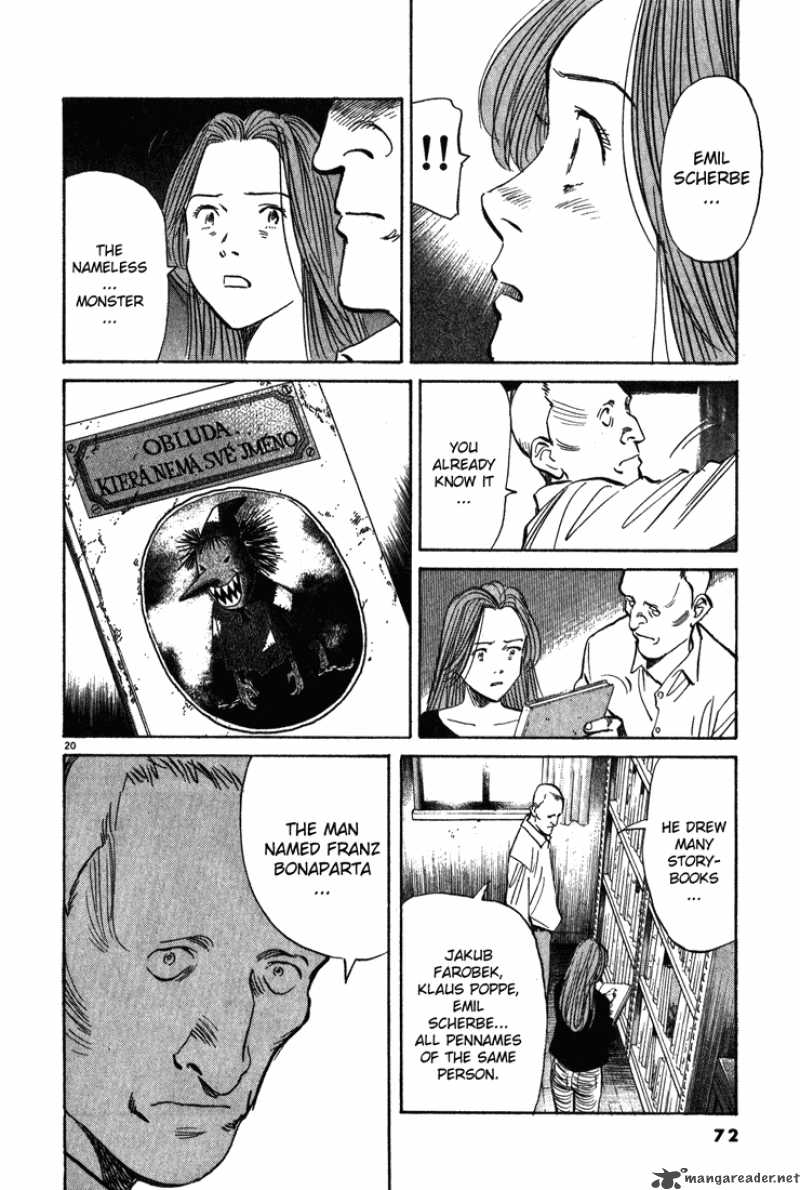 EMIL
SCHERBE
...
!!
THE
NAMELESS
...
MONSTER
...
YOU
ALREADY
KNOW IT
...
OBLUDA,
KTERÁ NEMÁ SVÉ JMÉNO
20
HE DREW
MANY
STORY-
BOOKS
...
JAKUB
FAROBEK,
KLAUS POPPE,
EMIL
SCHERBE...
ALL PENNAMES
OF THE SAME
PERSON.
THE MAN
NAMED FRANZ
BONAPARTA
...
72
mangareader.net